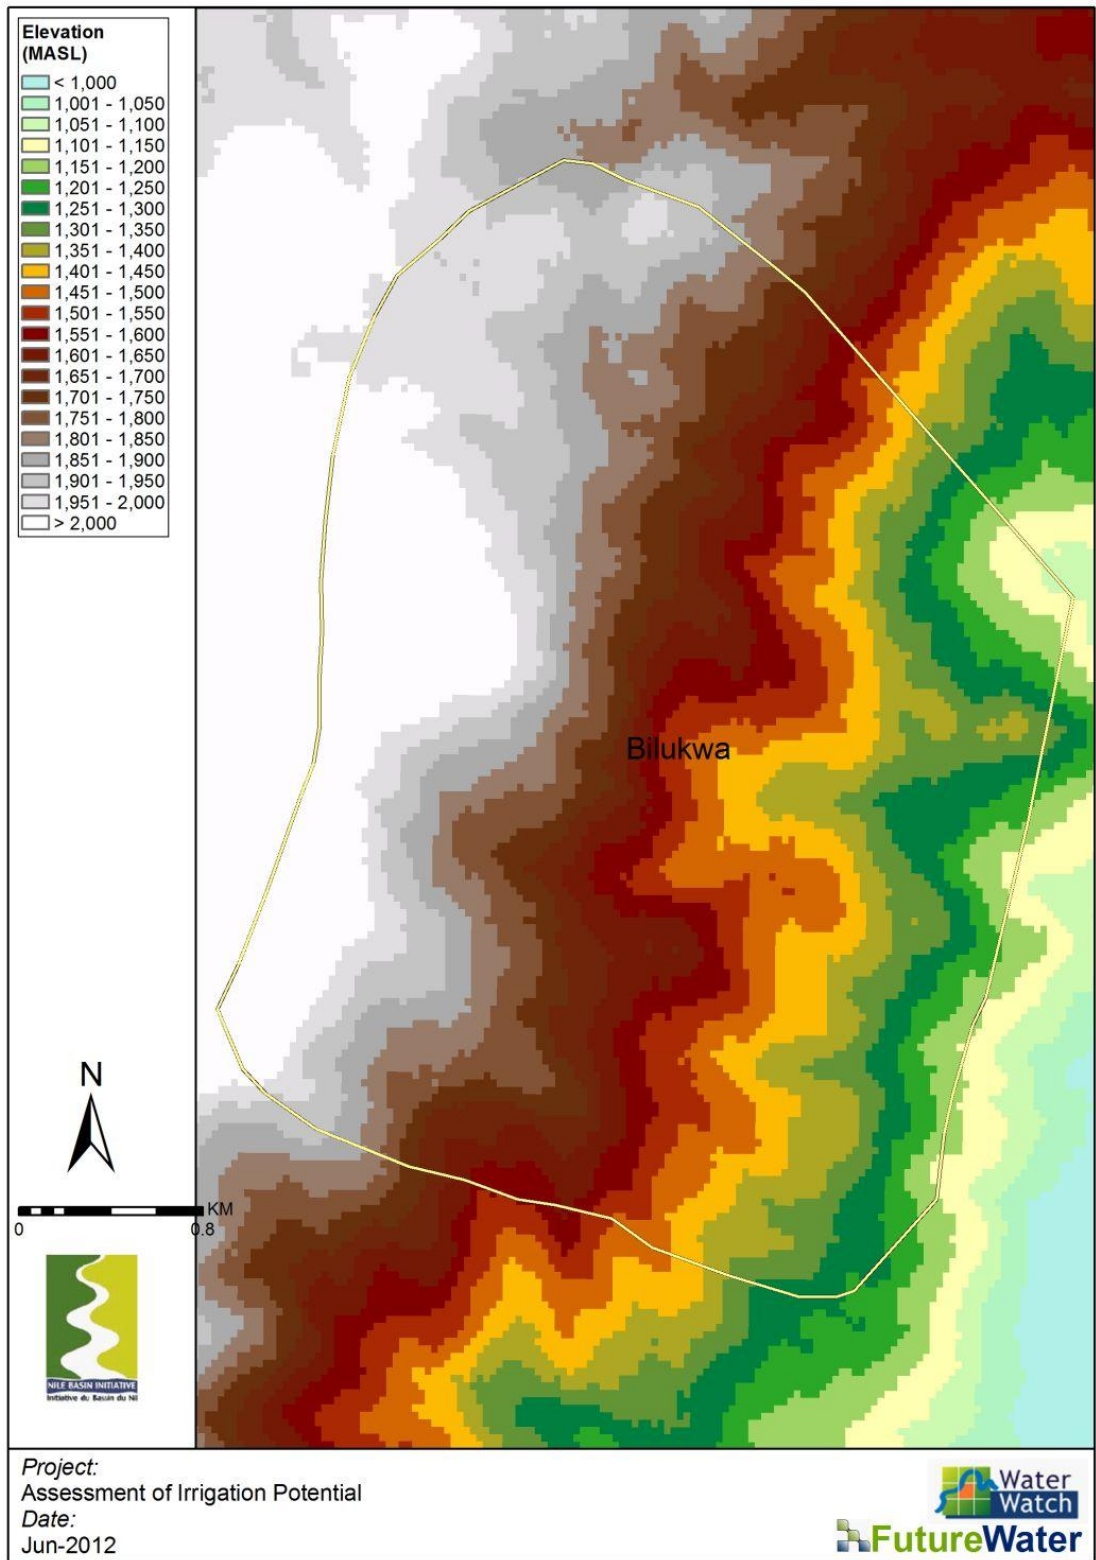 Elevation
(MASL)
< 1,000
1,001 - 1,050
1,051 - 1,100
1,101 - 1,150
1,151 - 1,200
1,201 - 1,250
1,251 - 1,300
1,301 - 1,350
1,351 - 1,400
1,401 - 1,450
1,451 - 1,500
1,501 - 1,550
1,551 - 1,600
1,601 - 1,650
1,651 - 1,700
1,701 - 1,750
1,751 - 1,800
1,801 - 1,850
1,851 - 1,900
1,901 - 1,950
1,951 - 2,000
> 2,000
Bilukwa
N
KM
0 0.8
NILE BASIN INITIATIVE
Initiative du Bassin du Nil
Project:
Assessment of Irrigation Potential
Date:
Jun-2012
Water
Watch
FutureWater